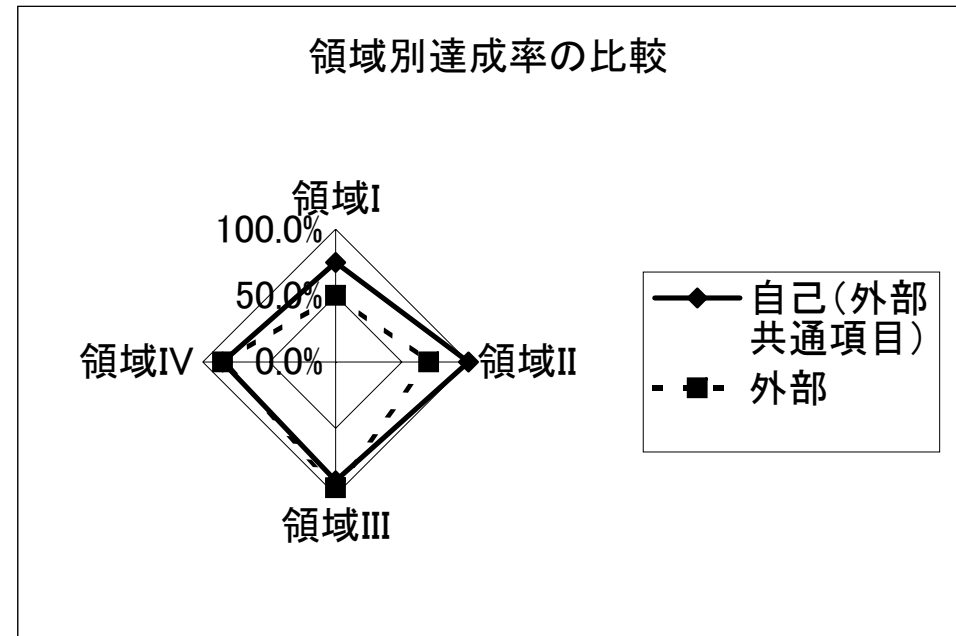 領域別達成率の比較
領域I
100.0%
50.0%
0.0%
領域IV
領域II
領域III
自己(外部
共通項目)
外部